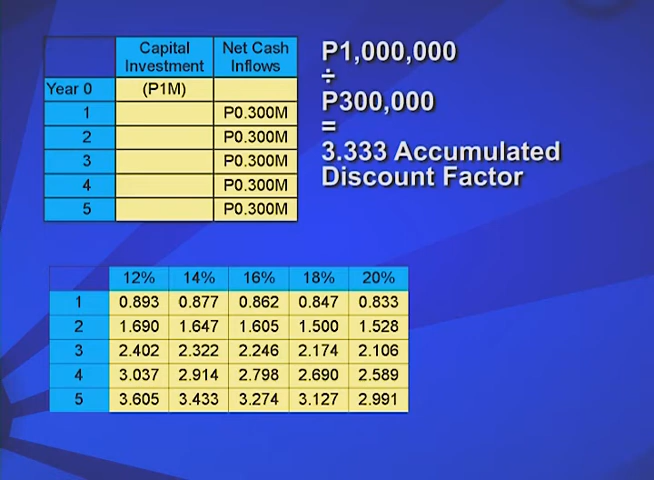 Capital Investment Net Cash Inflows
Year 0 (P1M)
1 P0.300M
2 P0.300M
3 P0.300M
4 P0.300M
5 P0.300M
P1,000,000
÷
P300,000
=
3.333 Accumulated
Discount Factor
12% 14% 16% 18% 20%
1 0.893 0.877 0.862 0.847 0.833
2 1.690 1.647 1.605 1.500 1.528
3 2.402 2.322 2.246 2.174 2.106
4 3.037 2.914 2.798 2.690 2.589
5 3.605 3.433 3.274 3.127 2.991